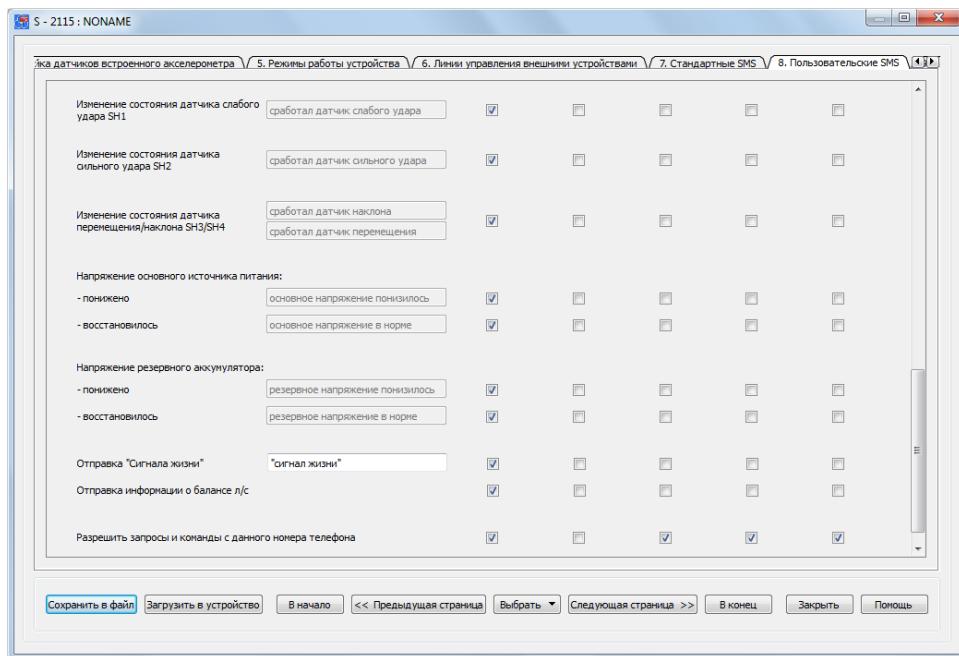 S - 2115 : NONAME
йка датчиков встроенного акселерометра
5. Режимы работы устройства
6. Линии управления внешними устройствами
7. Стандартные SMS
8. Пользовательские SMS
Изменение состояния датчика слабого
удара SH1
сработал датчик слабого удара
Изменение состояния датчика
сильного удара SH2
сработал датчик сильного удара
Изменение состояния датчика
перемещения/наклона SH3/SH4
сработал датчик наклона
сработал датчик перемещения
Напряжение основного источника питания:
- понижено
основное напряжение понизилось
- восстановилось
основное напряжение в норме
Напряжение резервного аккумулятора:
- понижено
резервное напряжение понизилось
- восстановилось
резервное напряжение в норме
Отправка "Сигнала жизни"
"сигнал жизни"
Отправка информации о балансе л/с
Разрешить запросы и команды с данного номера телефона
Сохранить в файл
Загрузить в устройство
В начало
<< Предыдущая страница
Выбрать
Следующая страница >>
В конец
Закрыть
Помощь